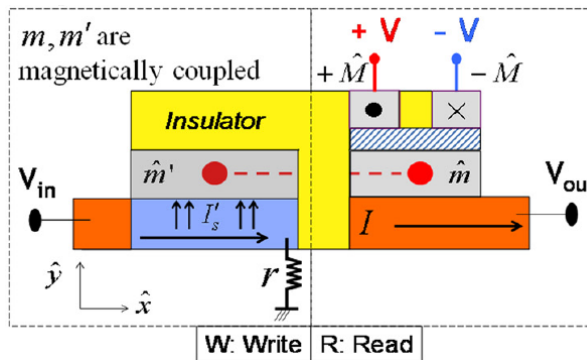 m, m' are
magnetically coupled
+ V
- V
+ M̂
- M̂
Insulator
m̂'
m̂
V_in
V_ou
I'_s
I
r
ŷ
x̂
W: Write
R: Read